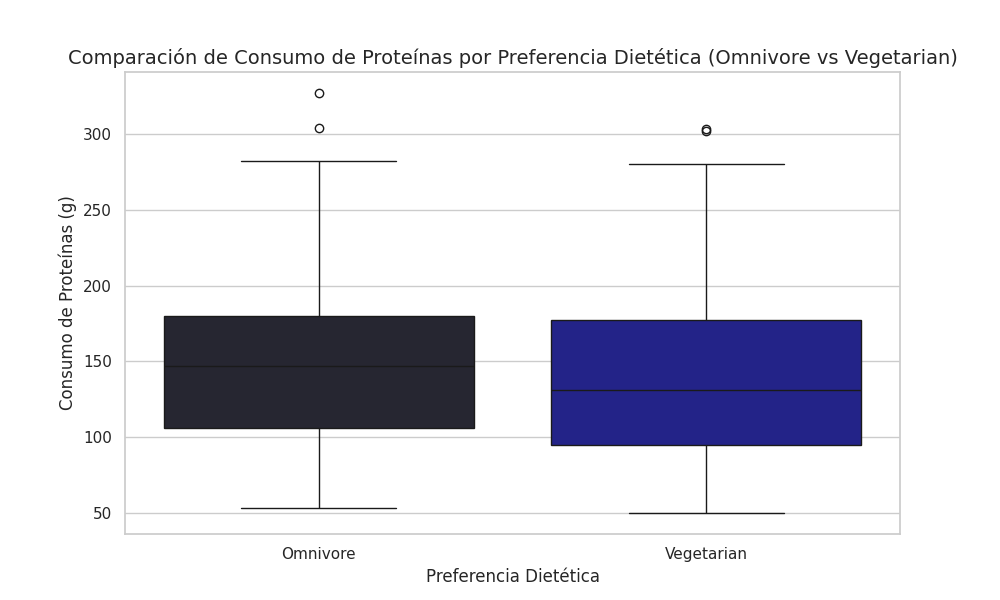 Comparación de Consumo de Proteínas por Preferencia Dietética (Omnivore vs Vegetarian)
Consumo de Proteínas (g)
300
250
200
150
100
50
Omnivore
Vegetarian
Preferencia Dietética